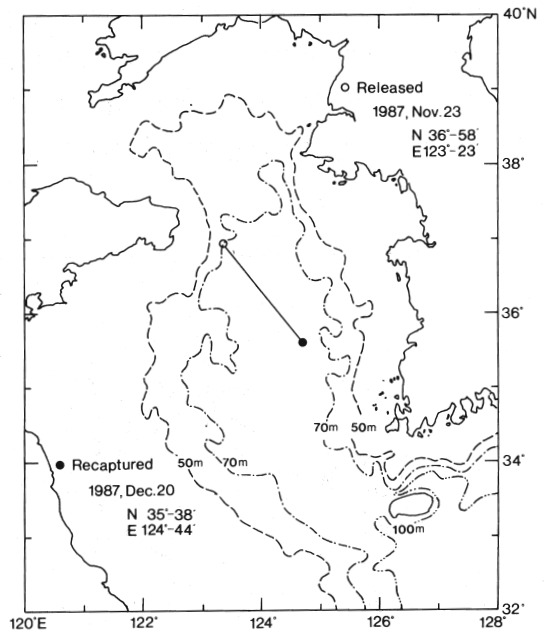 40°N
Released
1987, Nov.23
N 36°-58′
E 123°-23′
38°
36°
70m 50m
50m 70m
34°
Recaptured
1987, Dec.20
N 35°-38′
E 124°-44′
100m
32°
120°E 122° 124° 126° 128°